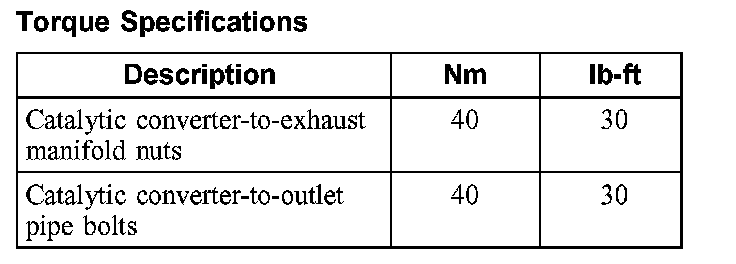 Torque Specifications
Description Nm lb-ft
Catalytic converter-to-exhaust 40 30
manifold nuts
Catalytic converter-to-outlet 40 30
pipe bolts